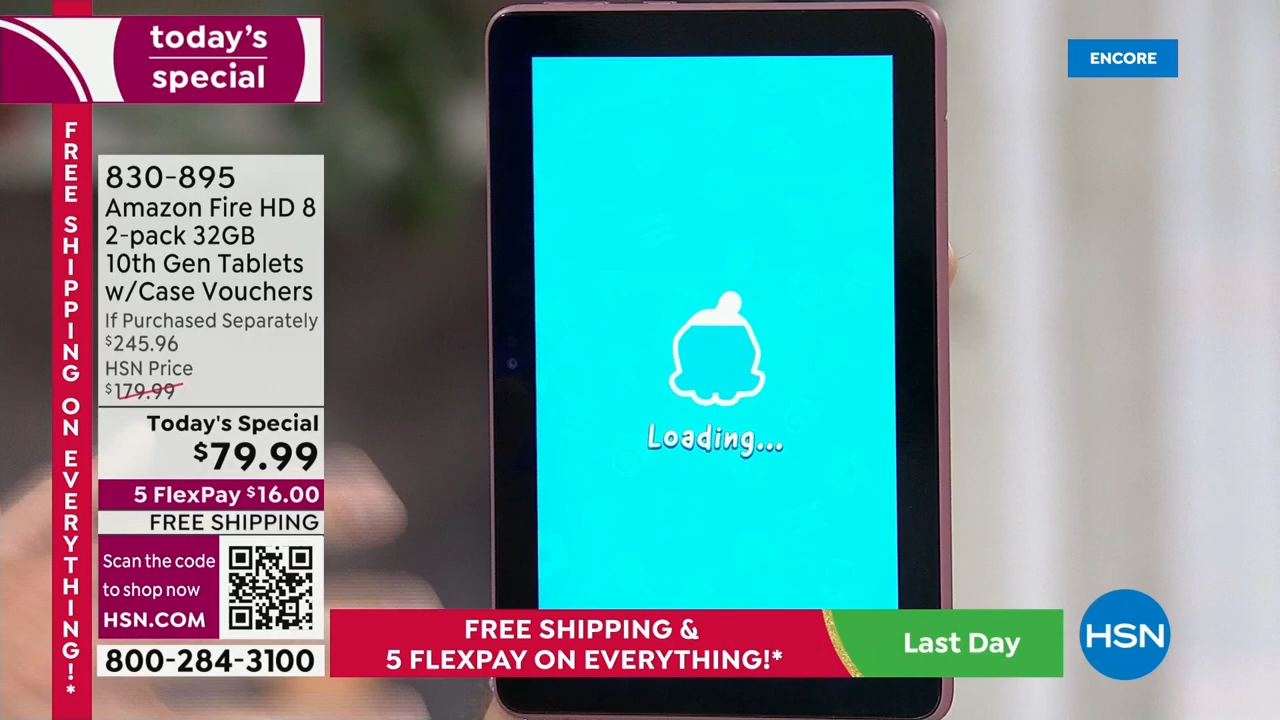 today's
special
ENCORE
FREE SHIPPING ON EVERYTHING!*
830-895
Amazon Fire HD 8
2-pack 32GB
10th Gen Tablets
w/Case Vouchers
If Purchased Separately
$245.96
HSN Price
$179.99
Today's Special
$79.99
5 FlexPay $16.00
FREE SHIPPING
Scan the code
to shop now
HSN.COM
800-284-3100
Loading...
FREE SHIPPING &
5 FLEXPAY ON EVERYTHING!*
Last Day
HSN